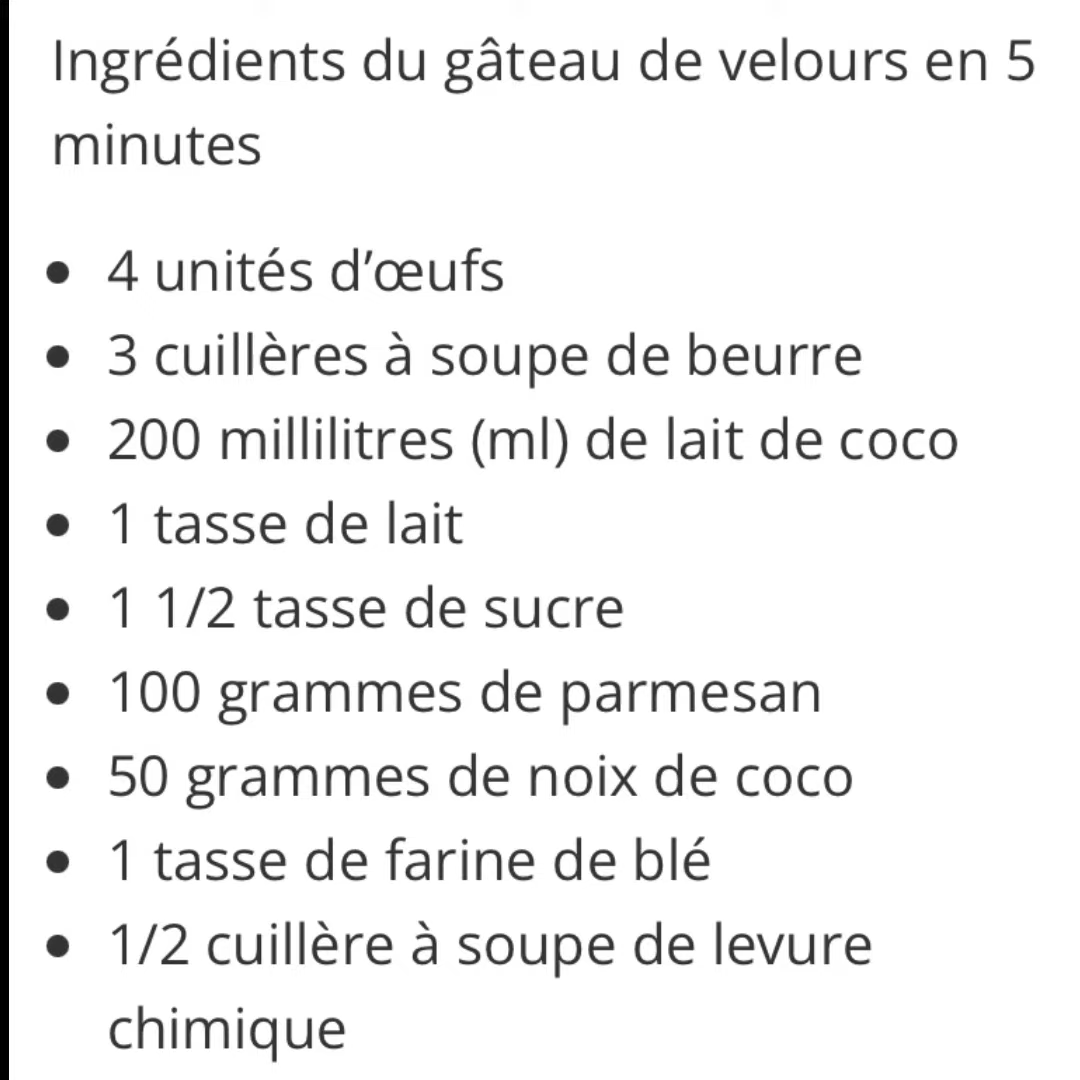 Ingrédients du gâteau de velours en 5
minutes
• 4 unités d’œufs
• 3 cuillères à soupe de beurre
• 200 millilitres (ml) de lait de coco
• 1 tasse de lait
• 1 1/2 tasse de sucre
• 100 grammes de parmesan
• 50 grammes de noix de coco
• 1 tasse de farine de blé
• 1/2 cuillère à soupe de levure
chimique